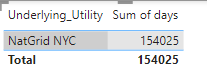 Underlying_Utility Sum of days
NatGrid NYC 154025
Total 154025